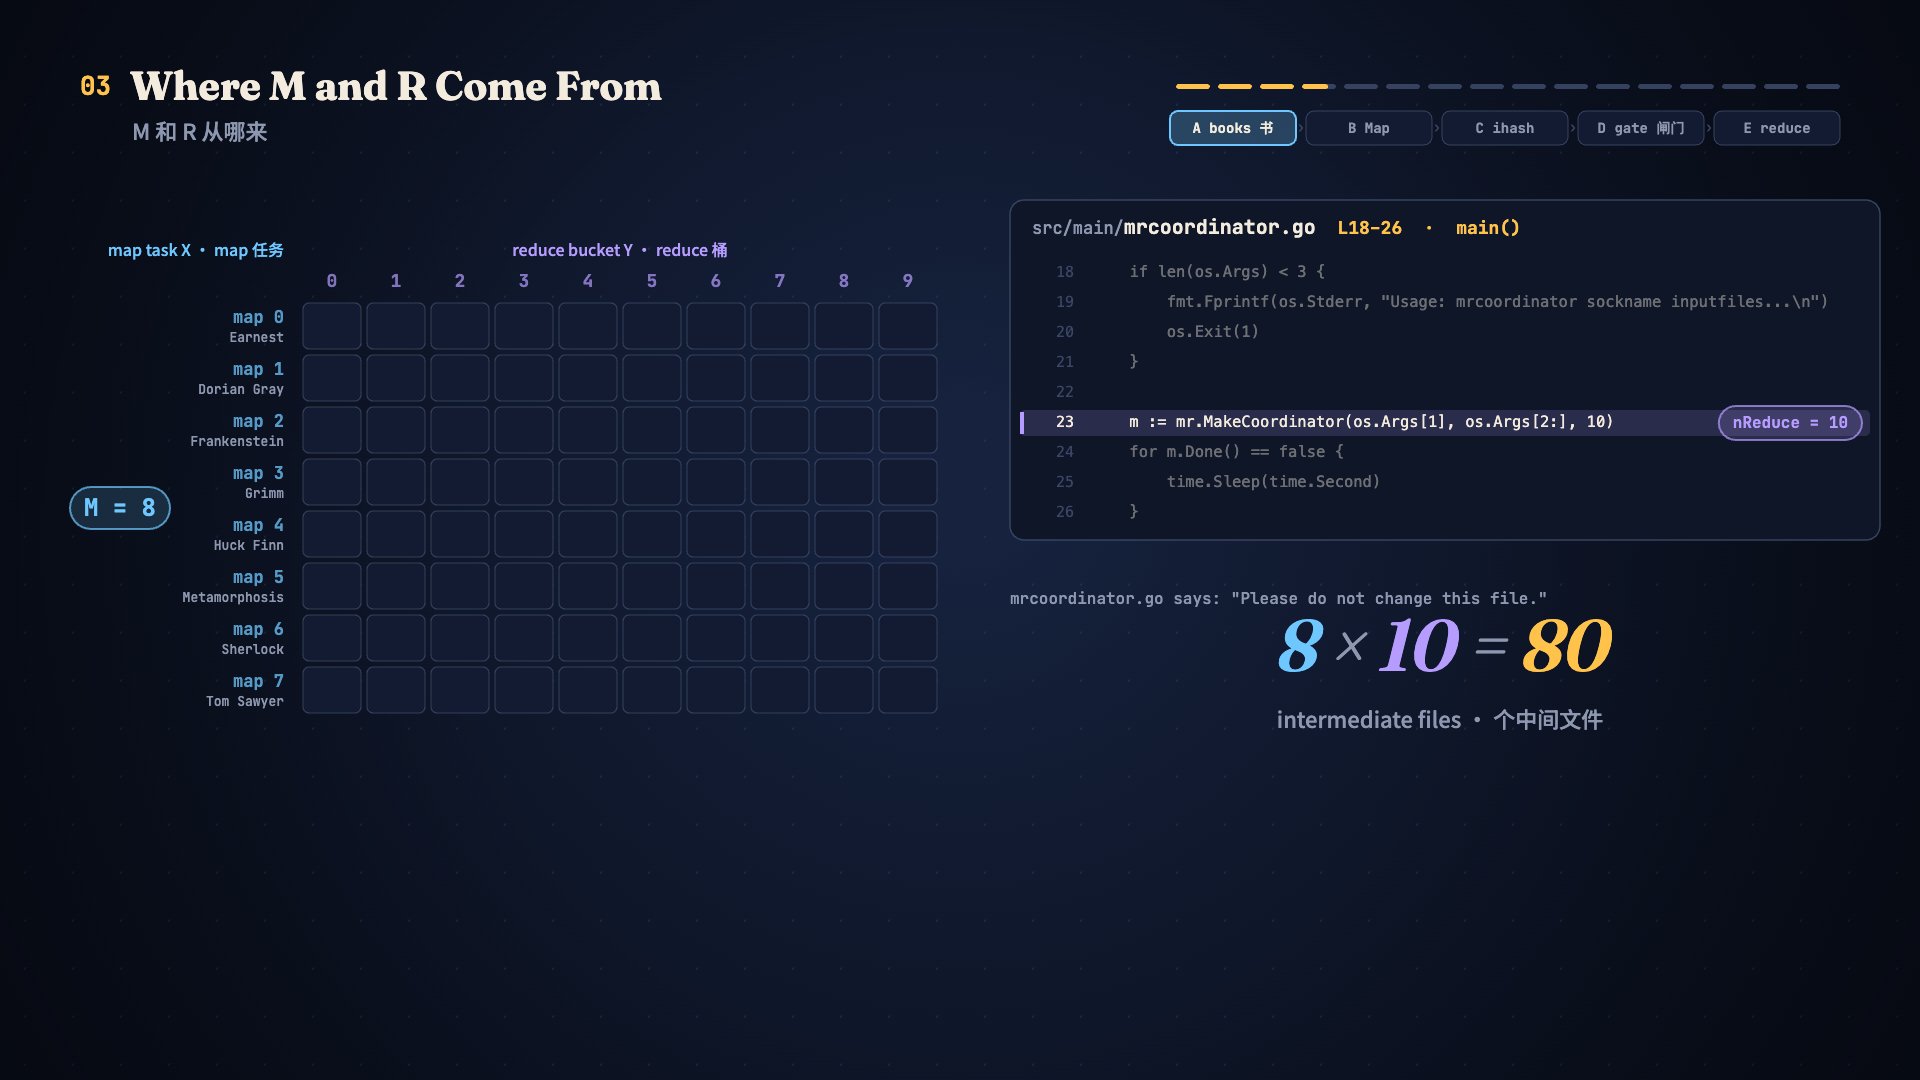 03 Where M and R Come From
M 和 R 从哪来
A books 书 › B Map › C ihash › D gate 闸门 › E reduce
map task X · map 任务
reduce bucket Y · reduce 桶
0 1 2 3 4 5 6 7 8 9
map 0
Earnest
map 1
Dorian Gray
map 2
Frankenstein
map 3
Grimm
map 4
Huck Finn
map 5
Metamorphosis
map 6
Sherlock
map 7
Tom Sawyer
M = 8
src/main/mrcoordinator.go L18–26 · main()
18 if len(os.Args) < 3 {
19 fmt.Fprintf(os.Stderr, "Usage: mrcoordinator sockname inputfiles...\n")
20 os.Exit(1)
21 }
22
23 m := mr.MakeCoordinator(os.Args[1], os.Args[2:], 10) nReduce = 10
24 for m.Done() == false {
25 time.Sleep(time.Second)
26 }
mrcoordinator.go says: "Please do not change this file."
8 × 10 = 80
intermediate files · 个中间文件